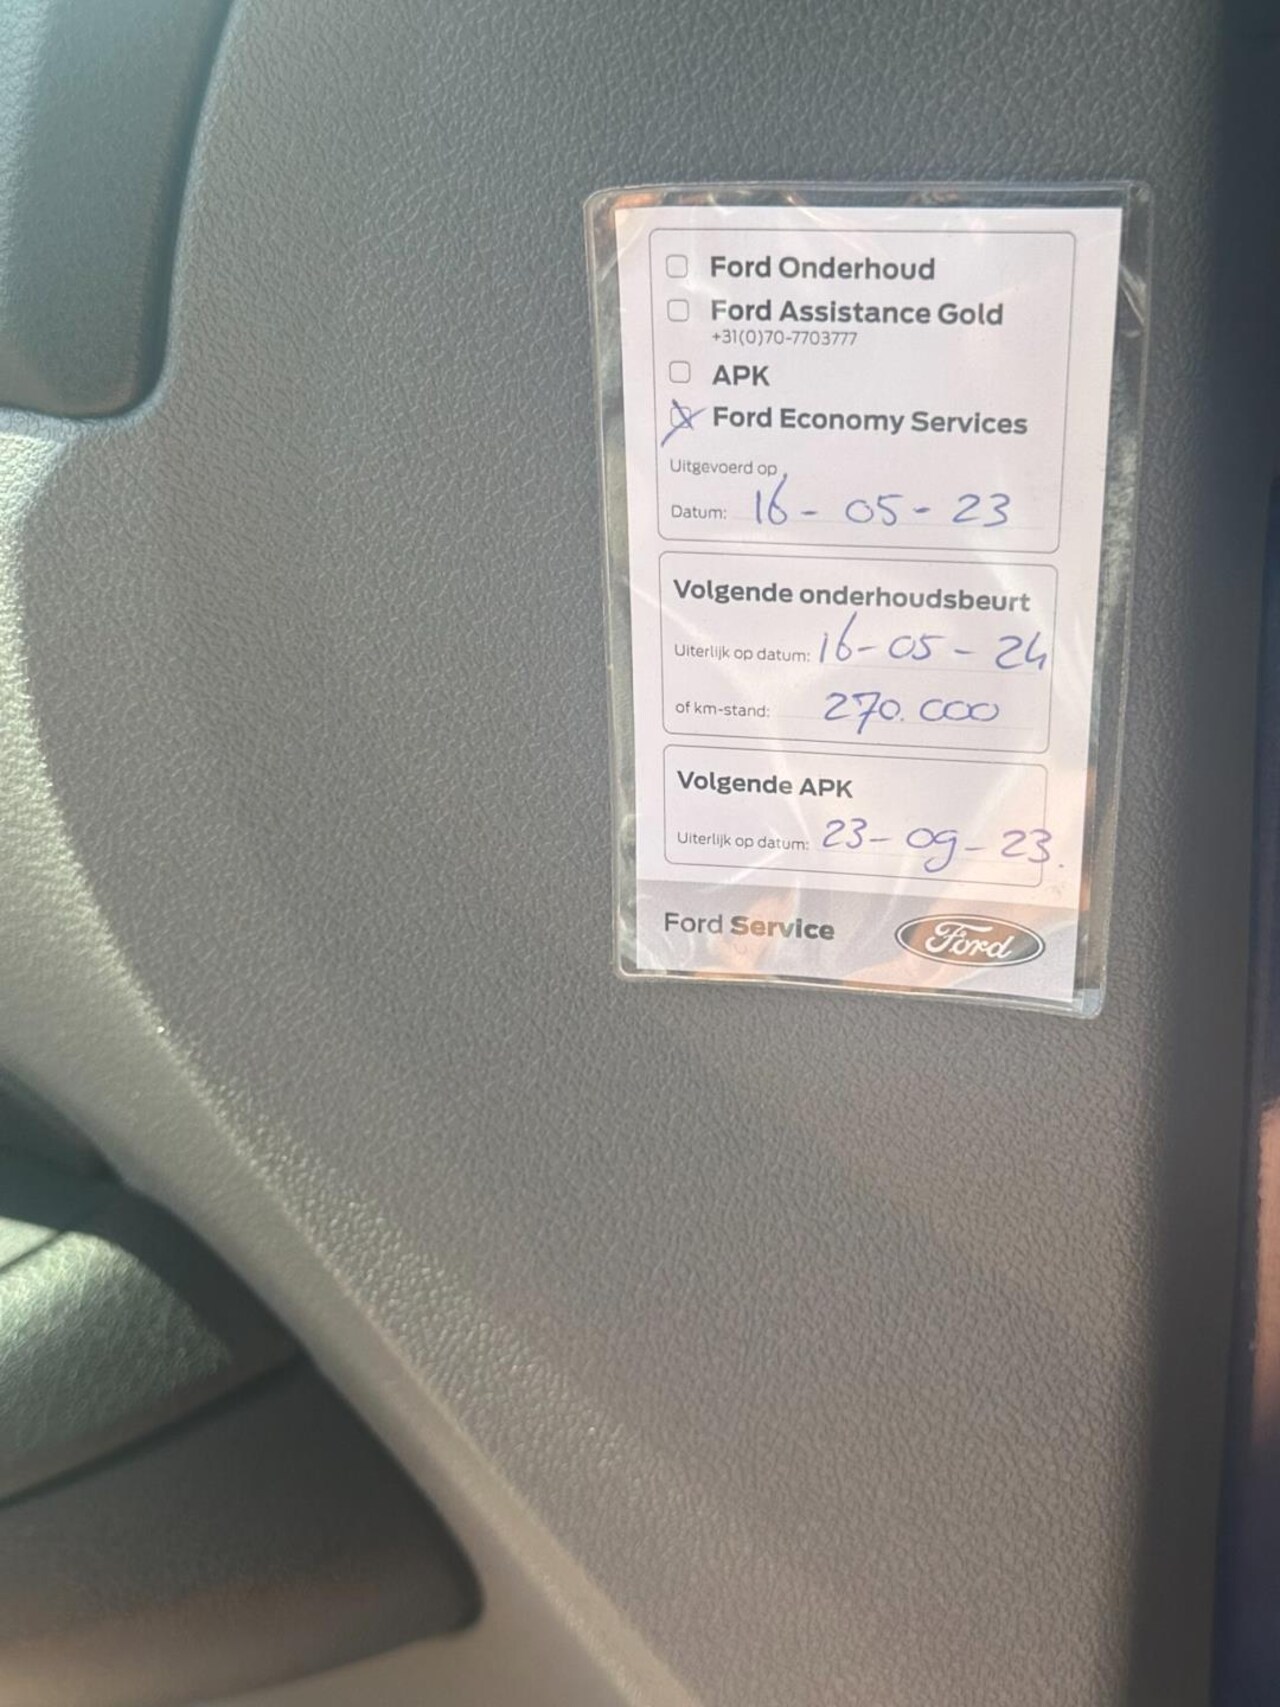 Ford Onderhoud
Ford Assistance Gold
+31(0)70-7703777
APK
Ford Economy Services
Uitgevoerd op
Datum: 16-05-23
Volgende onderhoudsbeurt
Uiterlijk op datum: 16-05-24
of km-stand: 270.000
Volgende APK
Uiterlijk op datum: 23-09-23.
Ford Service
Ford